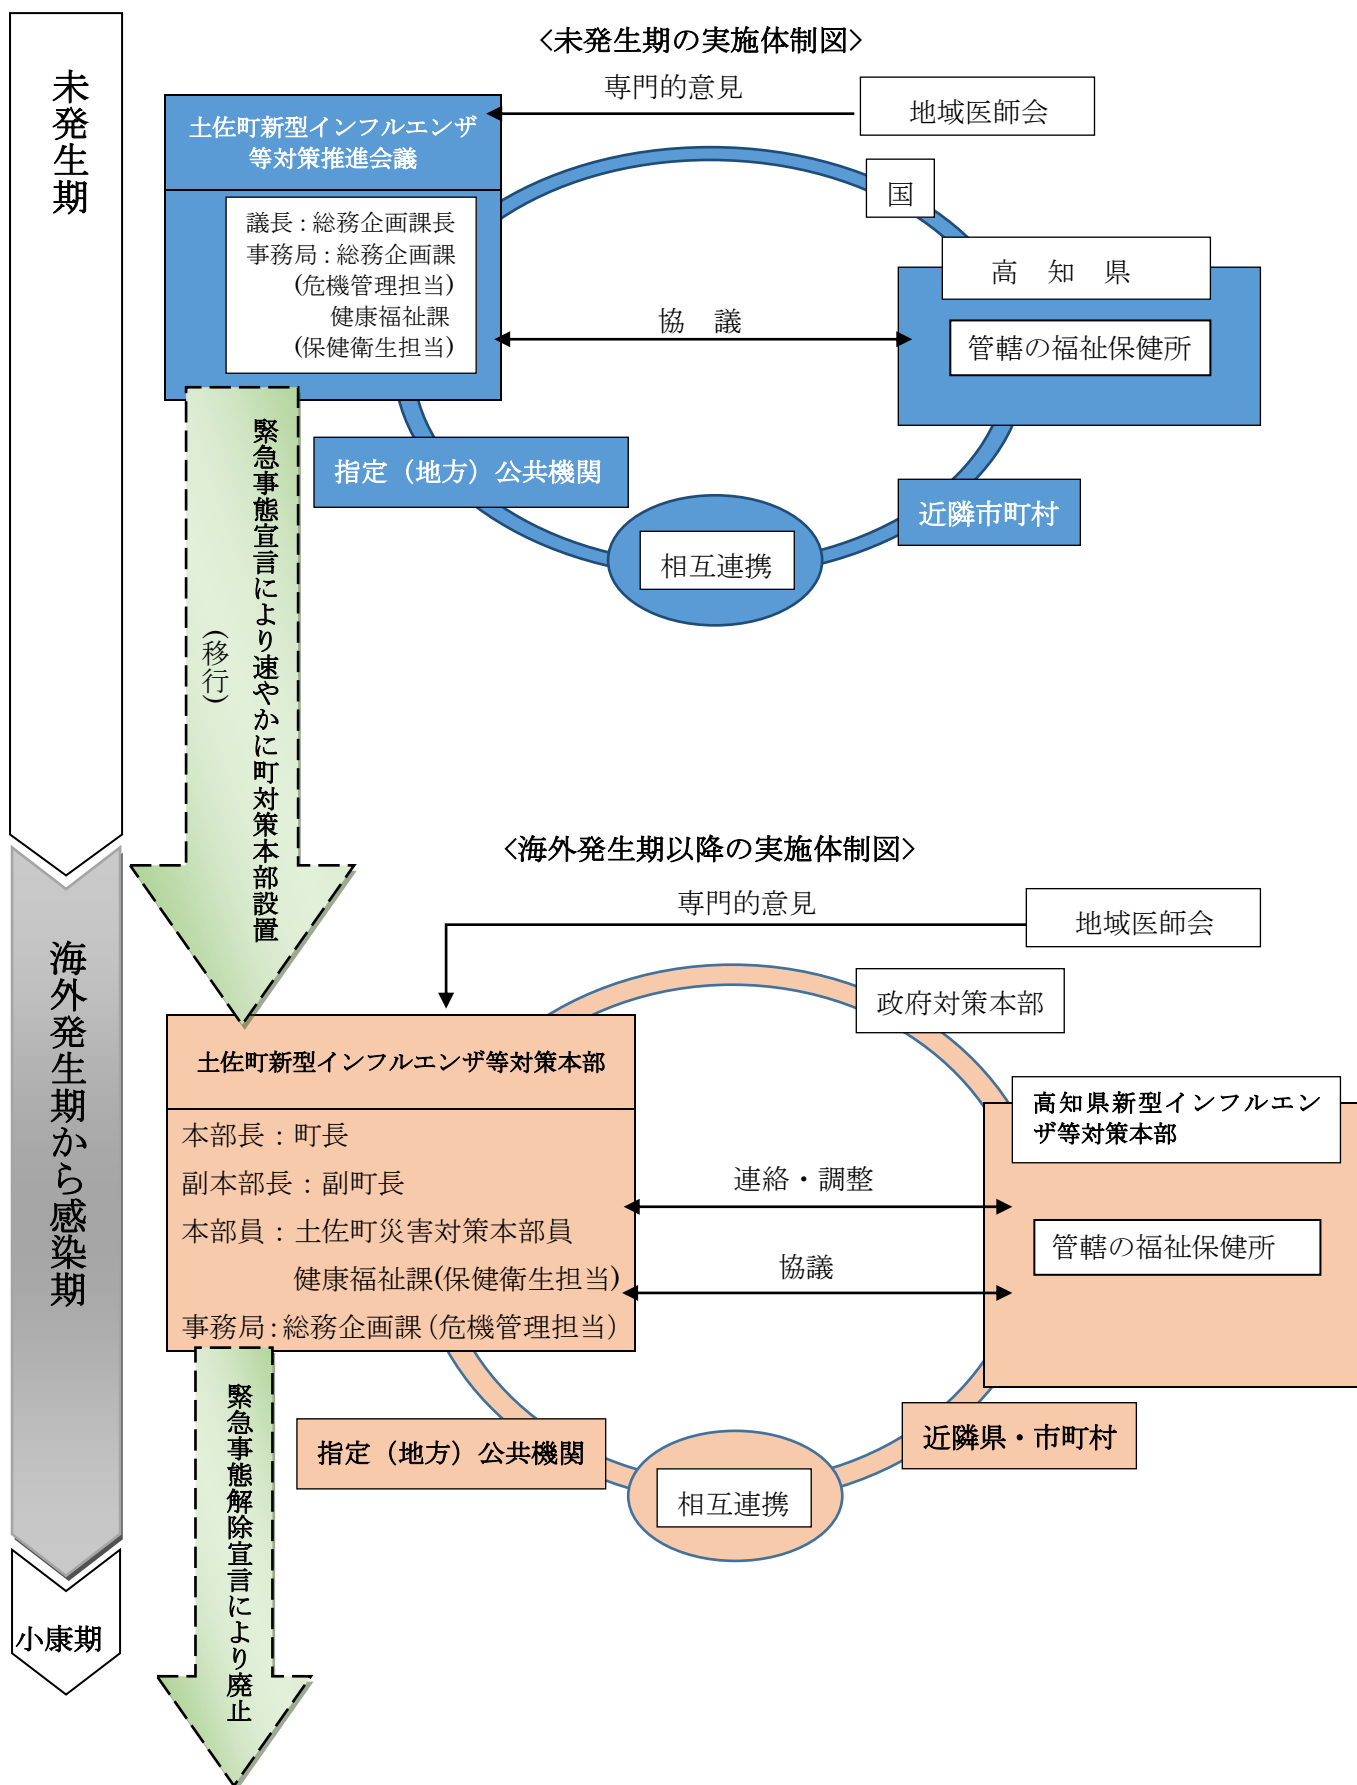 未発生期
<未発生期の実施体制図>
専門的意見
地域医師会
土佐町新型インフルエンザ
等対策推進会議
議長：総務企画課長
事務局：総務企画課
(危機管理担当)
健康福祉課
(保健衛生担当)
国
高　知　県
管轄の福祉保健所
協　議
指定（地方）公共機関
近隣市町村
相互連携
緊急事態宣言により速やかに町対策本部設置
(移行)
海外発生期から感染期
<海外発生期以降の実施体制図>
専門的意見
地域医師会
政府対策本部
土佐町新型インフルエンザ等対策本部
本部長：町長
副本部長：副町長
本部員：土佐町災害対策本部員
健康福祉課(保健衛生担当)
事務局：総務企画課（危機管理担当）
高知県新型インフルエン
ザ等対策本部
管轄の福祉保健所
連絡・調整
協議
指定（地方）公共機関
近隣県・市町村
相互連携
緊急事態解除宣言により廃止
小康期